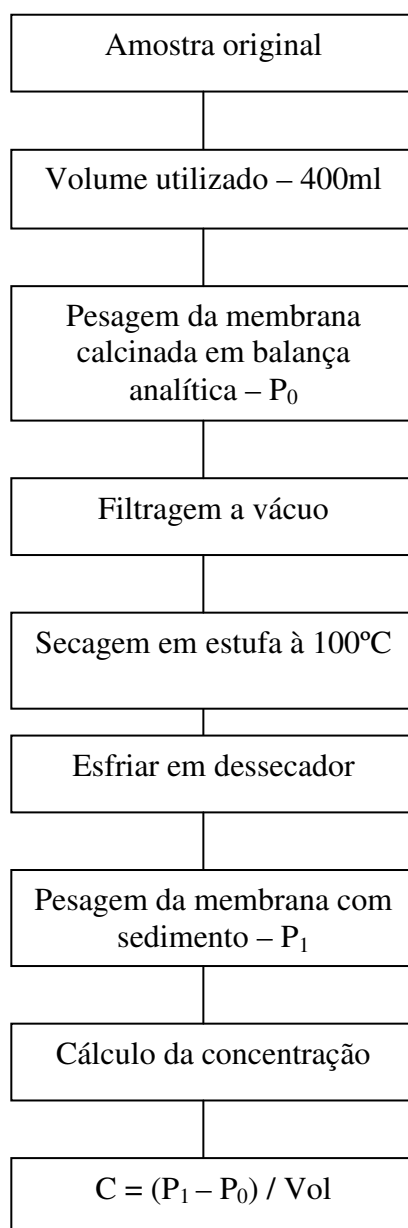 Amostra original
Volume utilizado – 400ml
Pesagem da membrana
calcinada em balança
analítica – P₀
Filtragem a vácuo
Secagem em estufa à 100ºC
Esfriar em dessecador
Pesagem da membrana com
sedimento – P₁
Cálculo da concentração
C = (P₁ – P₀) / Vol